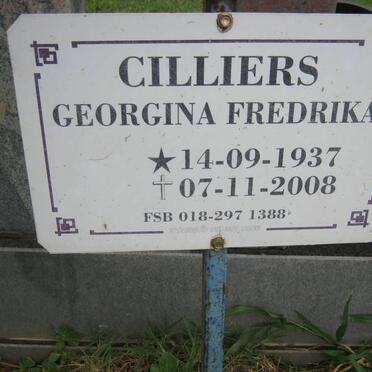 CILLIERS
GEORGINA FREDRIKA
★14-09-1937
✝07-11-2008
FSB 018-297 1388